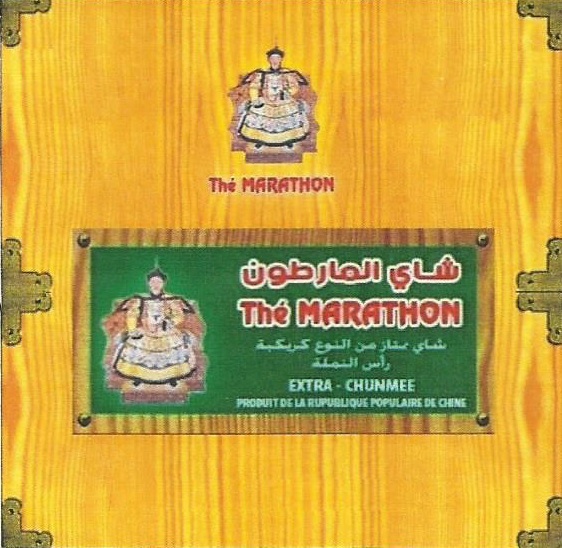 Thé MARATHON
شاي المارطون
Thé MARATHON
شاي ممتاز من النوع كريكبة
رأس النملة
EXTRA - CHUNMEE
PRODUIT DE LA RUPUBLIQUE POPULAIRE DE CHINE